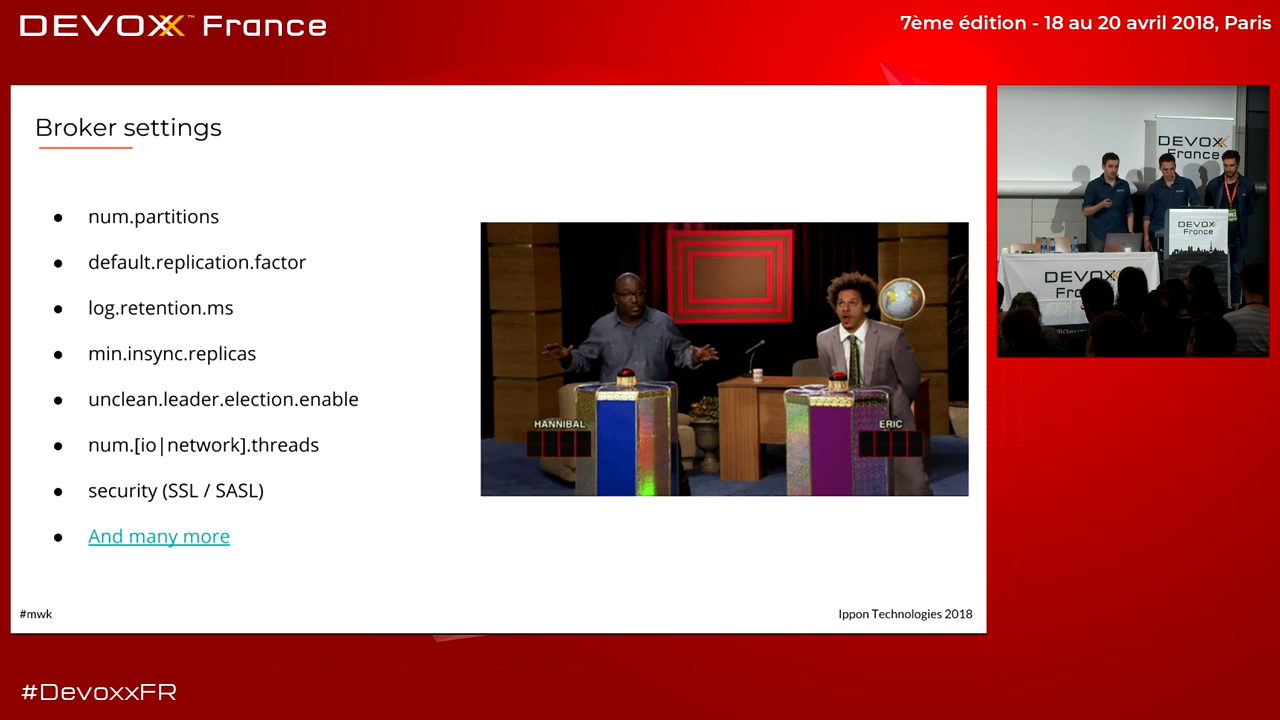 DEVOXX™ France
7ème édition - 18 au 20 avril 2018, Paris
Broker settings
● num.partitions
● default.replication.factor
● log.retention.ms
● min.insync.replicas
● unclean.leader.election.enable
● num.[io|network].threads
● security (SSL / SASL)
● And many more
HANNIBAL
ERIC
#mwk
Ippon Technologies 2018
DEVOXX
France
DEVOXX
France
DEVOXX
France
#DevoxxFR